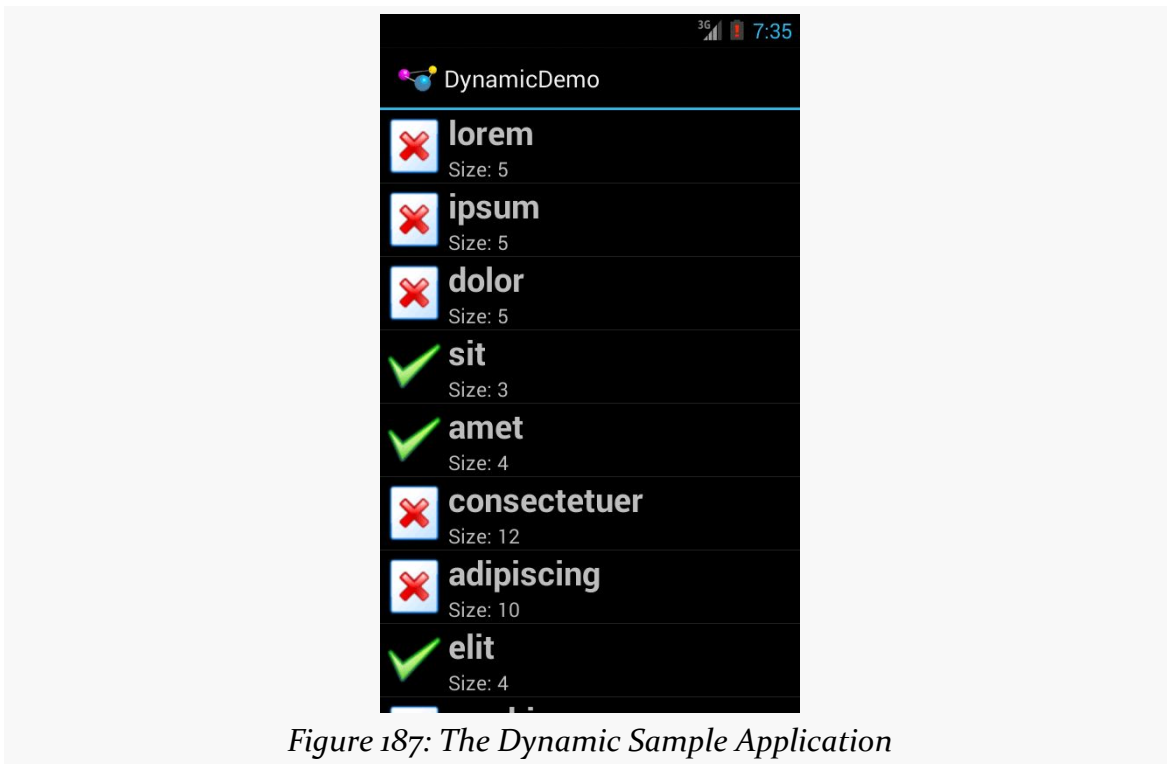 3G 7:35
DynamicDemo
lorem
Size: 5
ipsum
Size: 5
dolor
Size: 5
sit
Size: 3
amet
Size: 4
consectetuer
Size: 12
adipiscing
Size: 10
elit
Size: 4
Figure 187: The Dynamic Sample Application